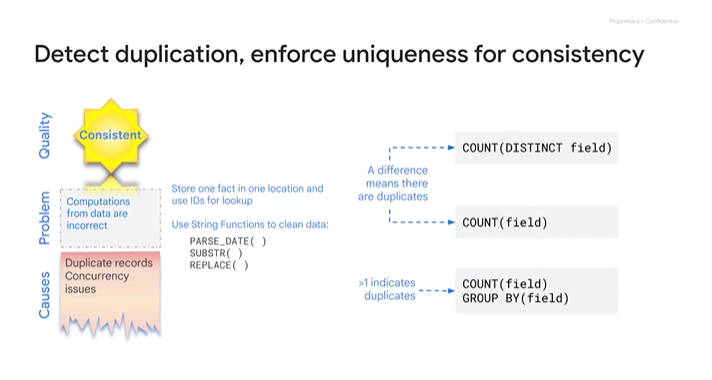 Proprietary + Confidential
Detect duplication, enforce uniqueness for consistency
Quality
Consistent
Problem
Computations
from data are
incorrect
Causes
Duplicate records
Concurrency
issues
Store one fact in one location and
use IDs for lookup
Use String Functions to clean data:
PARSE_DATE( )
SUBSTR( )
REPLACE( )
A difference
means there
are duplicates
COUNT(DISTINCT field)
COUNT(field)
>1 indicates
duplicates
COUNT(field)
GROUP BY(field)